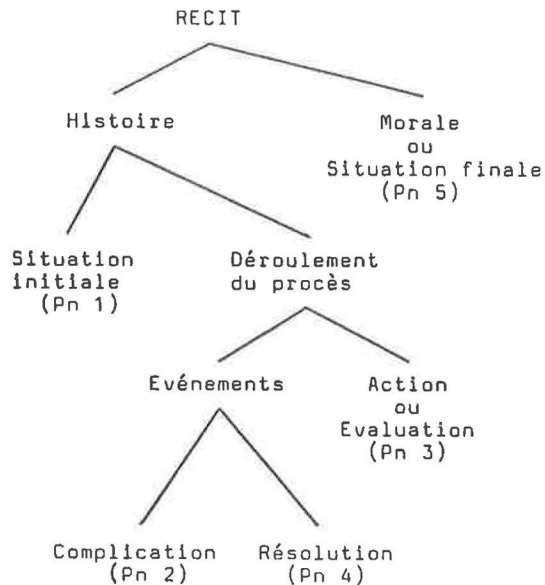 RECIT
Histoire
Morale
ou
Situation finale
(Pn 5)
Situation
initiale
(Pn 1)
Déroulement
du procès
Evénements
Action
ou
Evaluation
(Pn 3)
Complication
(Pn 2)
Résolution
(Pn 4)